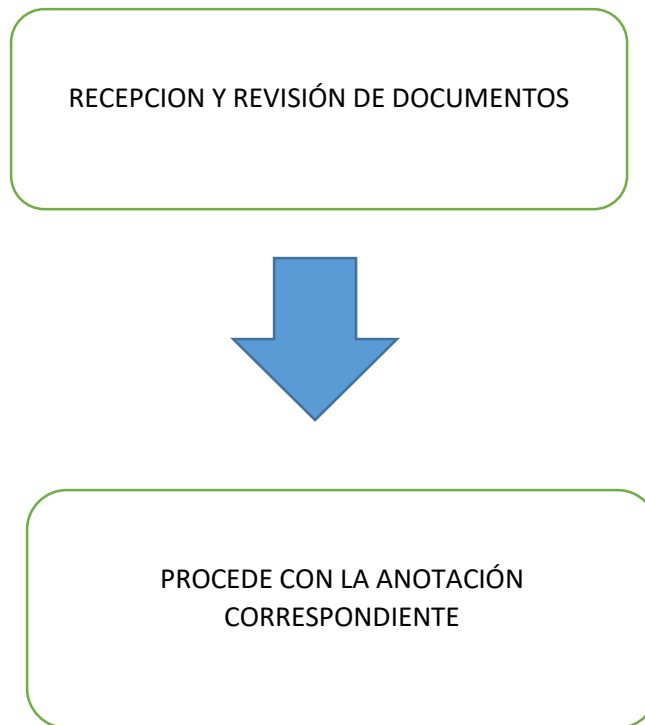 RECEPCION Y REVISIÓN DE DOCUMENTOS
PROCEDE CON LA ANOTACIÓN
CORRESPONDIENTE